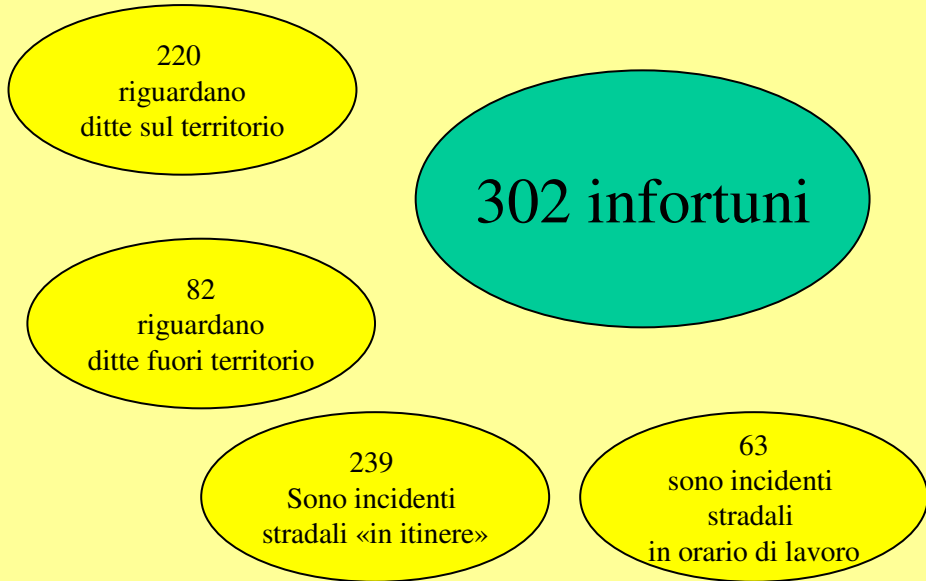 220
riguardano
ditte sul territorio
302 infortuni
82
riguardano
ditte fuori territorio
239
Sono incidenti
stradali «in itinere»
63
sono incidenti
stradali
in orario di lavoro